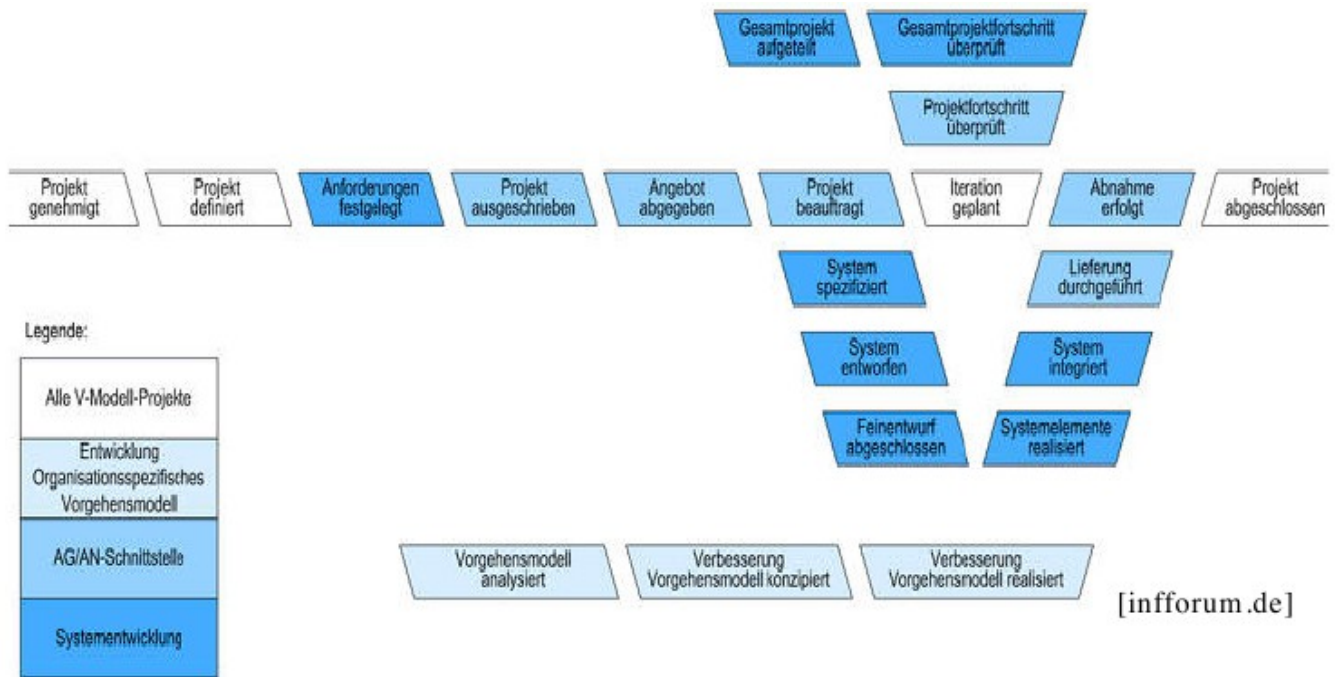 Gesamtprojekt
aufgeteilt
Gesamtprojektfortschritt
überprüft
Projektfortschritt
überprüft
Projekt
genehmigt
Projekt
definiert
Anforderungen
festgelegt
Projekt
ausgeschrieben
Angebot
abgegeben
Projekt
beauftragt
Iteration
geplant
Abnahme
erfolgt
Projekt
abgeschlossen
System
spezifiziert
Lieferung
durchgeführt
System
entworfen
System
integriert
Feinentwurf
abgeschlossen
Systemelemente
realisiert
Legende:
Alle V-Modell-Projekte
Entwicklung
Organisationsspezifisches
Vorgehensmodell
AG/AN-Schnittstelle
Systementwicklung
Vorgehensmodell
analysiert
Verbesserung
Vorgehensmodell konzipiert
Verbesserung
Vorgehensmodell realisiert
[infforum.de]